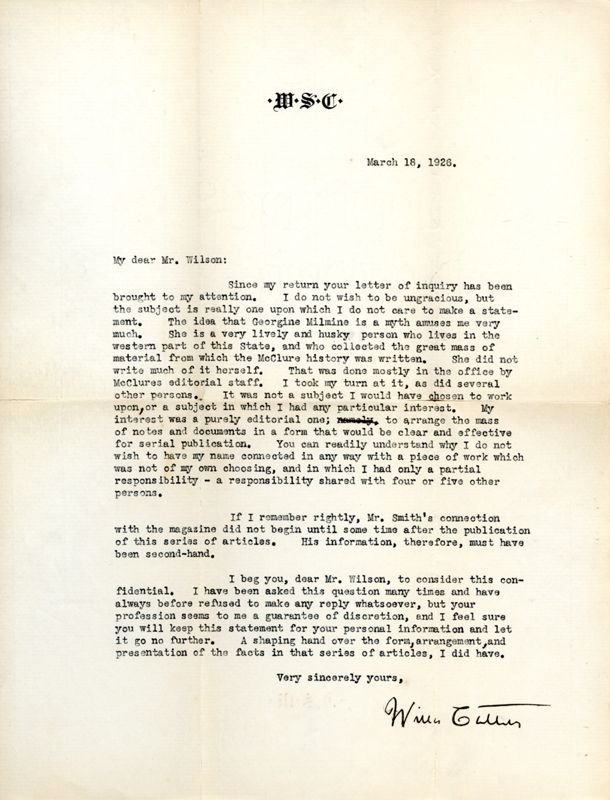 ·W·S·C·
March 18, 1926.
My dear Mr. Wilson:
Since my return your letter of inquiry has been
brought to my attention. I do not wish to be ungracious, but
the subject is really one upon which I do not care to make a state-
ment. The idea that Georgine Milmine is a myth amuses me very
much. She is a very lively and husky person who lives in the
western part of this State, and who collected the great mass of
material from which the McClure history was written. She did not
write much of it herself. That was done mostly in the office by
McClures editorial staff. I took my turn at it, as did several
other persons. It was not a subject I would have chosen to work
upon,or a subject in which I had any particular interest. My
interest was a purely editorial one; namely, to arrange the mass
of notes and documents in a form that would be clear and effective
for serial publication. You can readily understand why I do not
wish to have my name connected in any way with a piece of work which
was not of my own choosing, and in which I had only a partial
responsibility - a responsibility shared with four or five other
persons.
If I remember rightly, Mr. Smith's connection
with the magazine did not begin until some time after the publication
of this series of articles. His information, therefore, must have
been second-hand.
I beg you, dear Mr. Wilson, to consider this con-
fidential. I have been asked this question many times and have
always before refused to make any reply whatsoever, but your
profession seems to me a guarantee of discretion, and I feel sure
you will keep this statement for your personal information and let
it go no further. A shaping hand over the form,arrangement,and
presentation of the facts in that series of articles, I did have.
Very sincerely yours,
Willa Cather